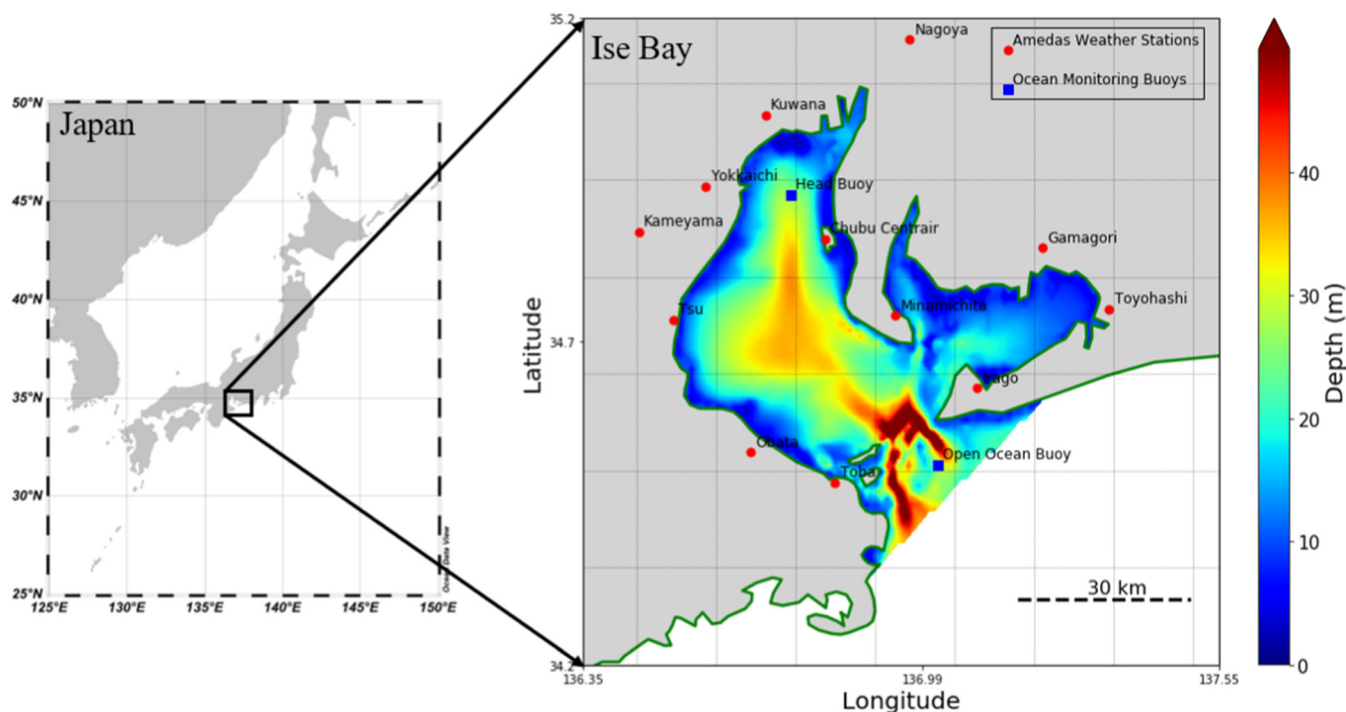 Japan
50°N
45°N
40°N
35°N
30°N
25°N
125°E
130°E
135°E
140°E
145°E
150°E
Ocean Data View
Ise Bay
Amedas Weather Stations
Ocean Monitoring Buoys
Nagoya
Kuwana
Yokkaichi
Head Buoy
Kameyama
Chubu Centrair
Gamagori
Tsu
Minamichita
Toyohashi
Irago
Obata
Open Ocean Buoy
Toba
30 km
35.2
34.7
34.2
Latitude
136.35
136.99
137.55
Longitude
40
30
20
10
0
Depth (m)